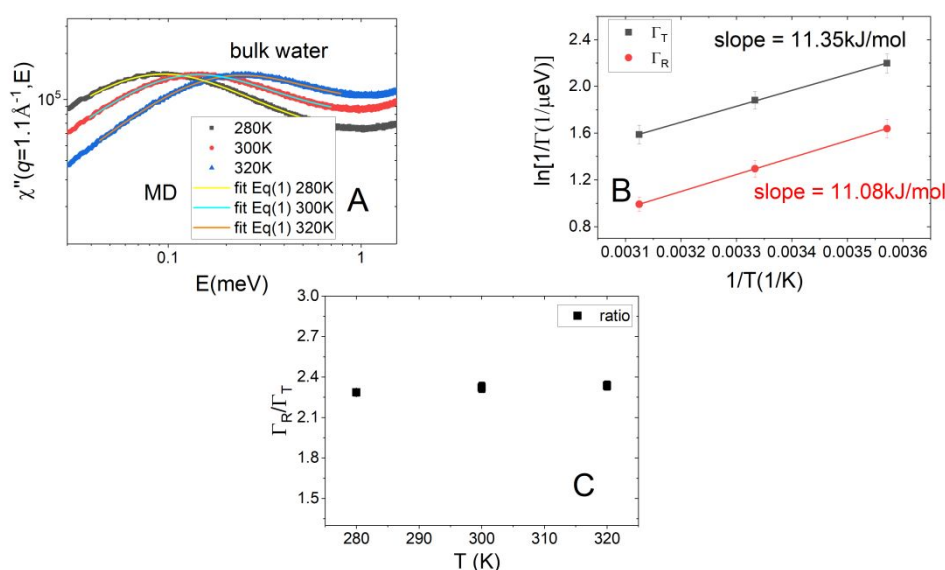 bulk water
χ''(q=1.1Å⁻¹,E)
10⁵
280K
300K
320K
fit Eq(1) 280K
fit Eq(1) 300K
fit Eq(1) 320K
MD
A
0.1
1
E(meV)
Γ_T
Γ_R
slope = 11.35kJ/mol
ln[1/Γ(1/μeV)]
2.4
2.0
1.6
1.2
0.8
B
slope = 11.08kJ/mol
0.0031 0.0032 0.0033 0.0034 0.0035 0.0036
1/T(1/K)
Γ_R/Γ_T
3.0
2.7
2.4
2.1
1.8
1.5
ratio
C
280 290 300 310 320
T (K)